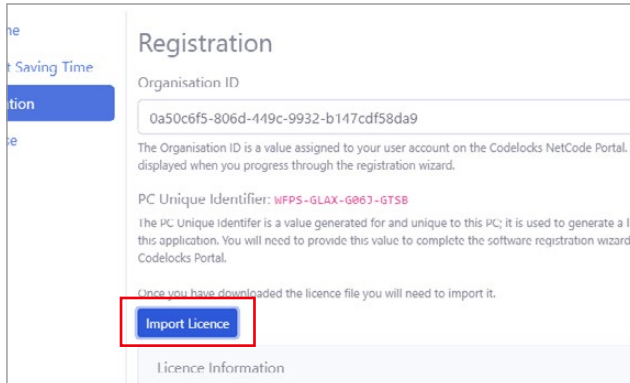 ne
Registration
t Saving Time
Organisation ID
tion
0a50c6f5-806d-449c-9932-b147cdf58da9
se
The Organisation ID is a value assigned to your user account on the Codelocks NetCode Portal.
displayed when you progress through the registration wizard.
PC Unique Identifier: WFPS-GLAX-G06J-GTSB
The PC Unique Identifer is a value generated for and unique to this PC; it is used to generate a l
this application. You will need to provide this value to complete the software registration wizard
Codelocks Portal.
Once you have downloaded the licence file you will need to import it.
Import Licence
Licence Information